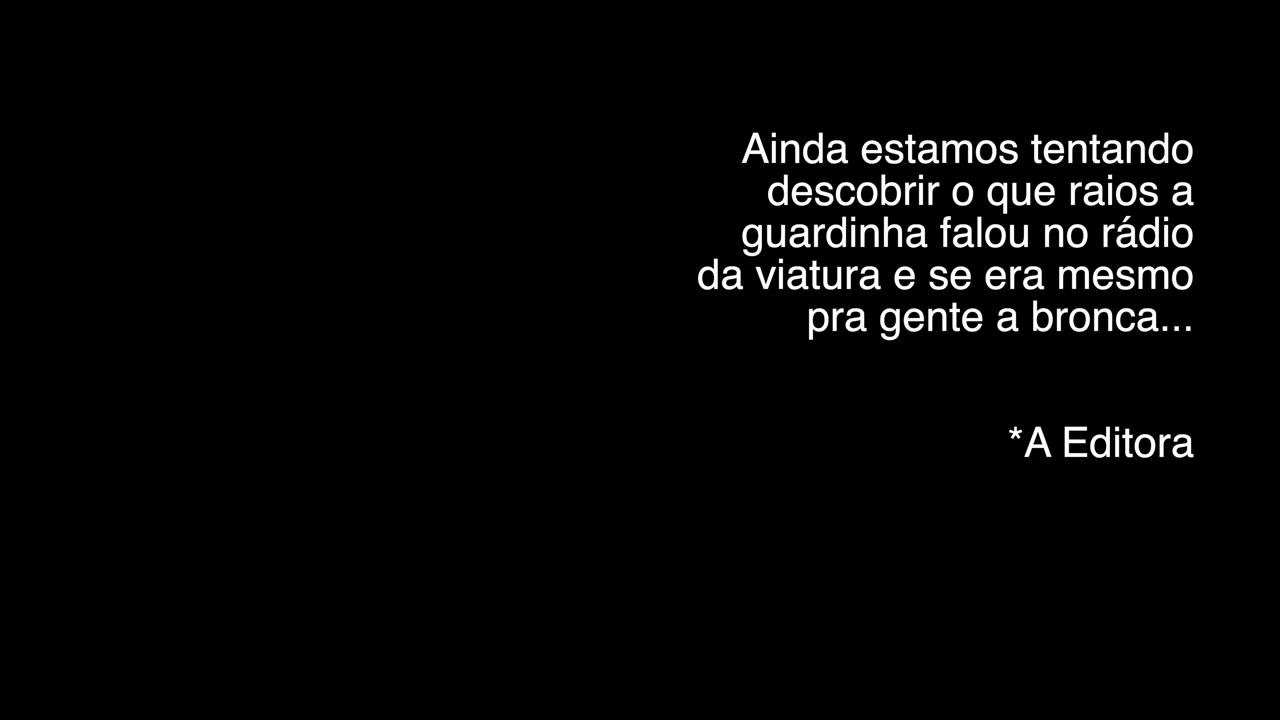 Ainda estamos tentando
descobrir o que raios a
guardinha falou no rádio
da viatura e se era mesmo
pra gente a bronca...
*A Editora